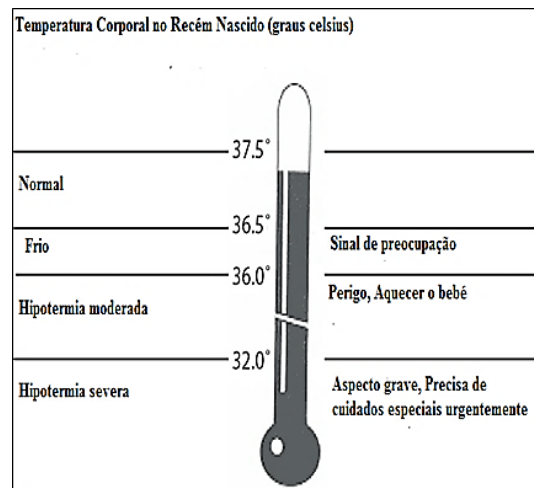 Temperatura Corporal no Recém Nascido (graus celsius)
37.5°
Normal
36.5°
Frio
Sinal de preocupação
36.0°
Perigo, Aquecer o bebé
Hipotermia moderada
32.0°
Hipotermia severa
Aspecto grave, Precisa de
cuidados especiais urgentemente